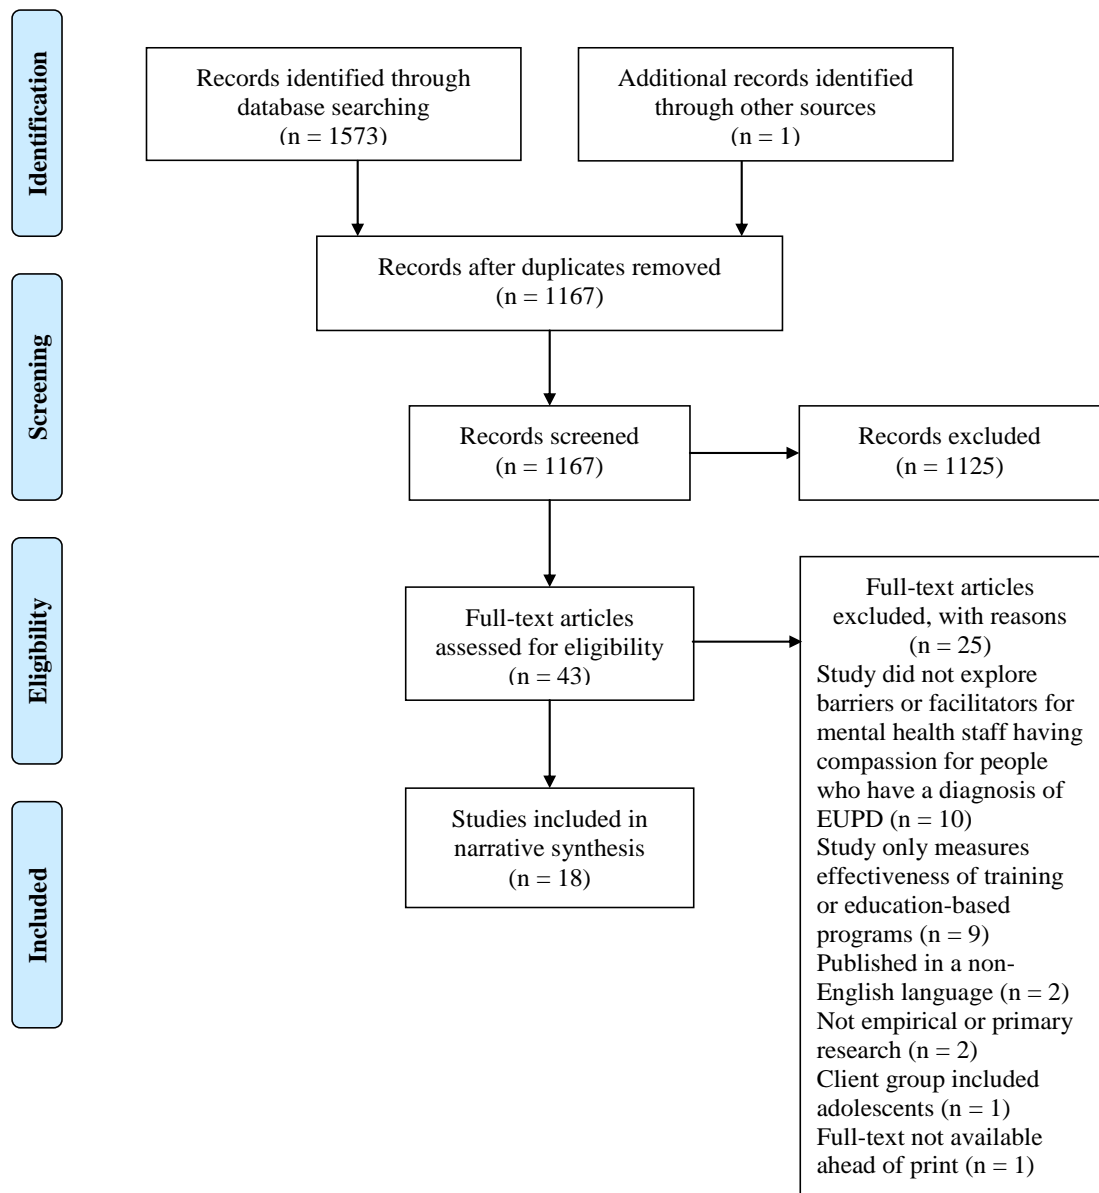 Identification
Records identified through
database searching
(n = 1573)
Additional records identified
through other sources
(n = 1)
Records after duplicates removed
(n = 1167)
Screening
Records screened
(n = 1167)
Records excluded
(n = 1125)
Eligibility
Full-text articles
assessed for eligibility
(n = 43)
Full-text articles
excluded, with reasons
(n = 25)
Study did not explore
barriers or facilitators for
mental health staff having
compassion for people
who have a diagnosis of
EUPD (n = 10)
Study only measures
effectiveness of training
or education-based
programs (n = 9)
Published in a non-
English language (n = 2)
Not empirical or primary
research (n = 2)
Client group included
adolescents (n = 1)
Full-text not available
ahead of print (n = 1)
Included
Studies included in
narrative synthesis
(n = 18)